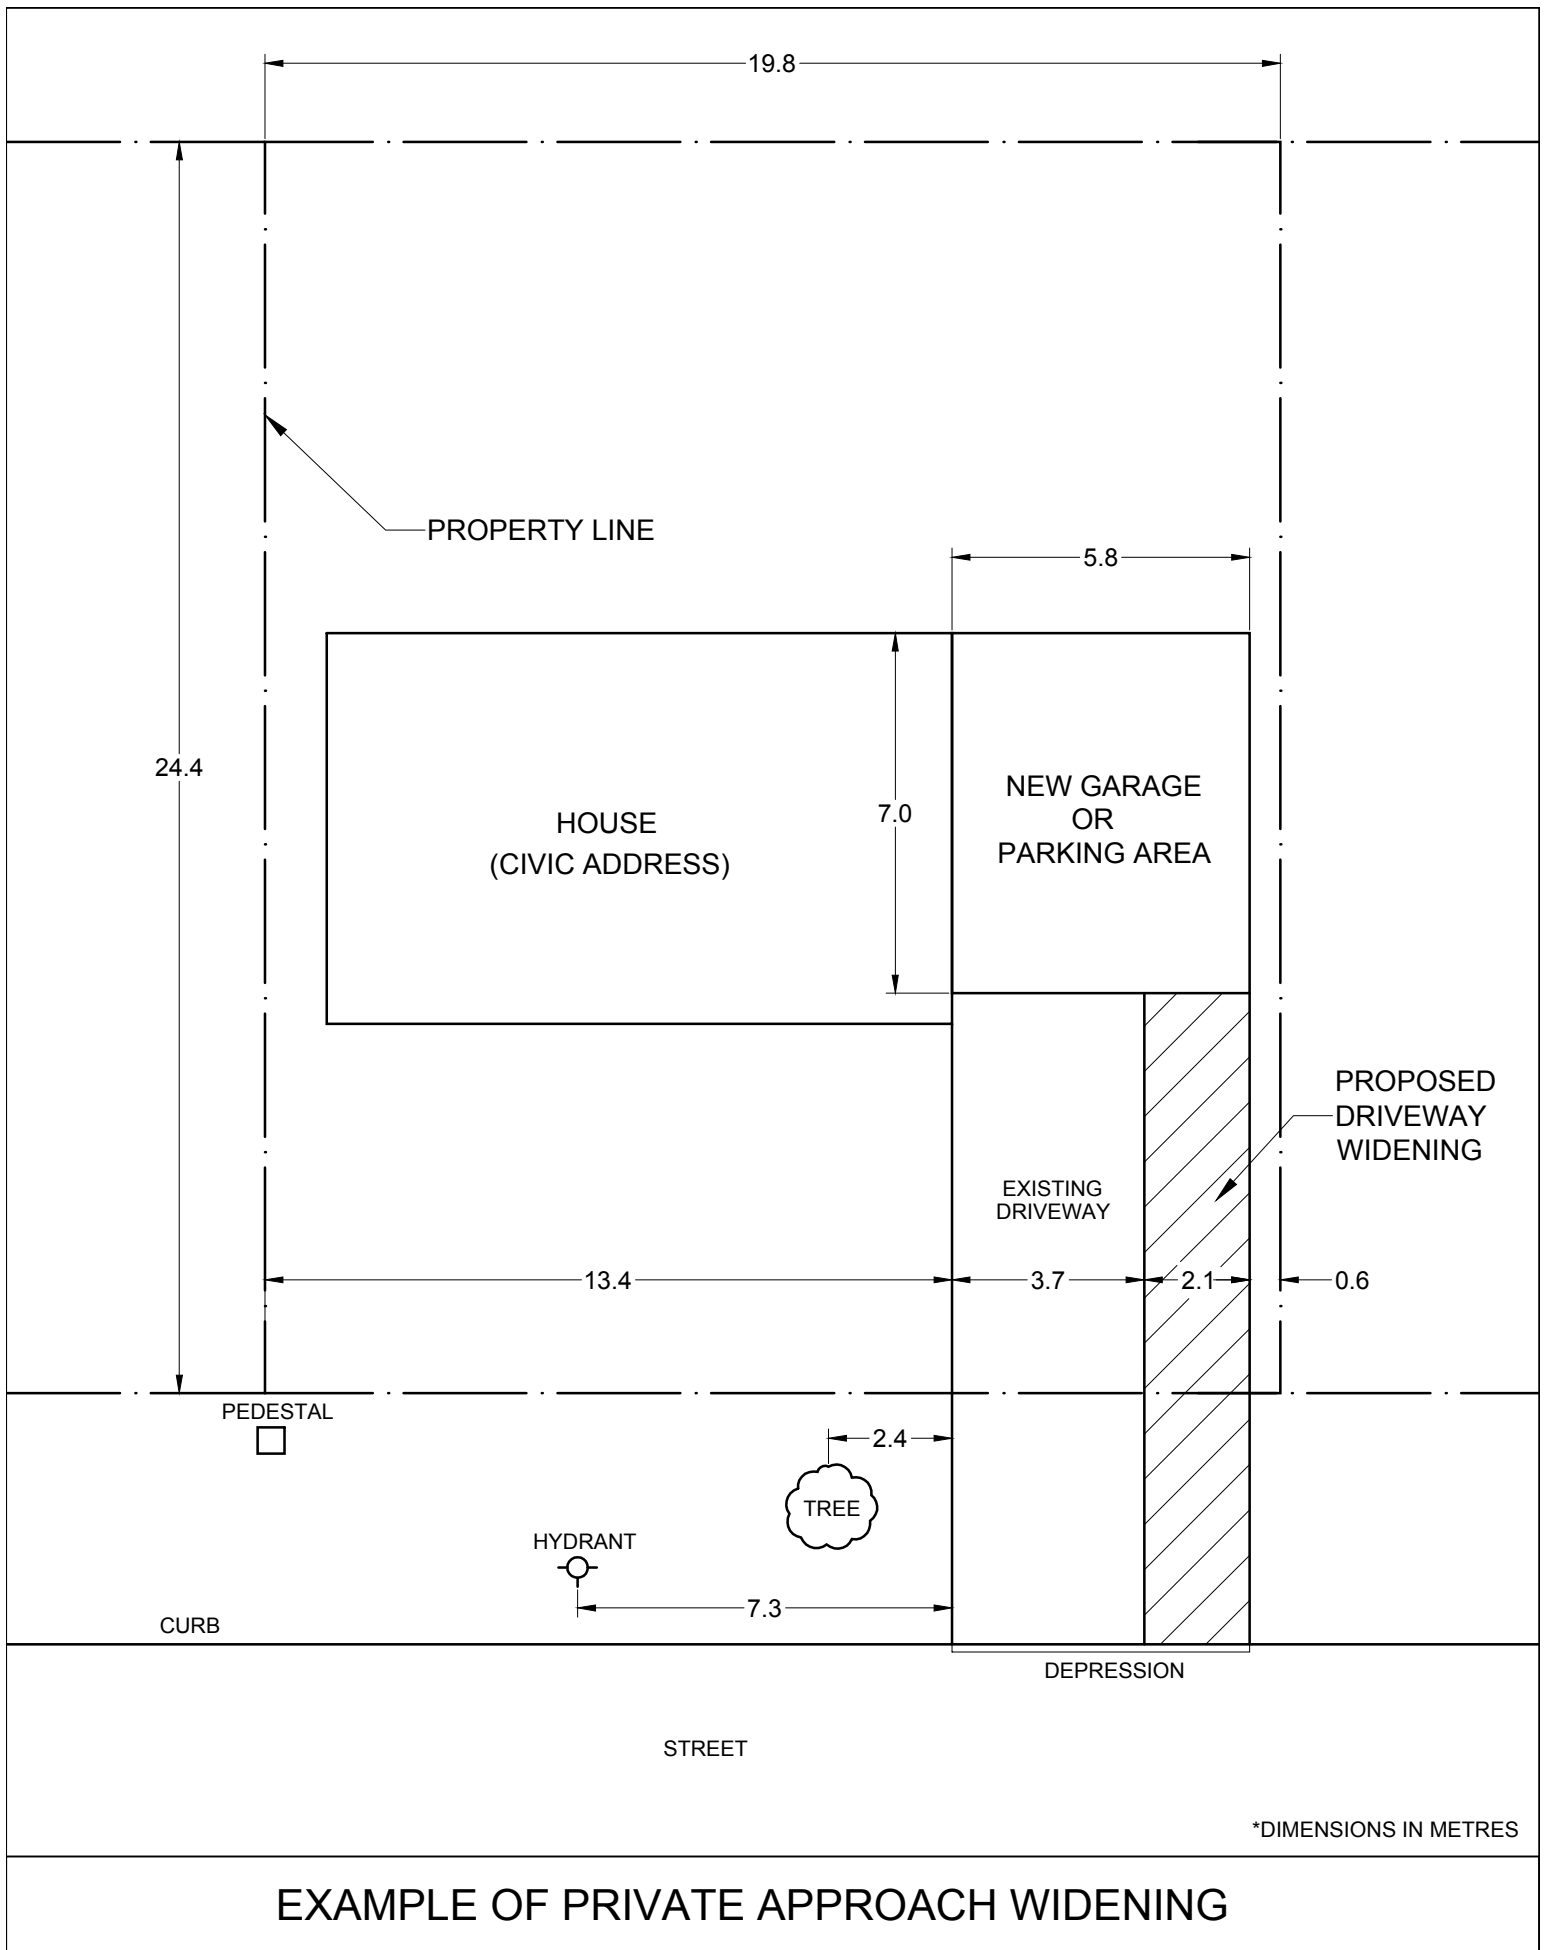 19.8
PROPERTY LINE
5.8
24.4
HOUSE
(CIVIC ADDRESS)
7.0
NEW GARAGE
OR
PARKING AREA
PROPOSED
DRIVEWAY
WIDENING
EXISTING
DRIVEWAY
13.4
3.7
2.1
0.6
PEDESTAL
2.4
TREE
HYDRANT
7.3
CURB
DEPRESSION
STREET
*DIMENSIONS IN METRES
EXAMPLE OF PRIVATE APPROACH WIDENING